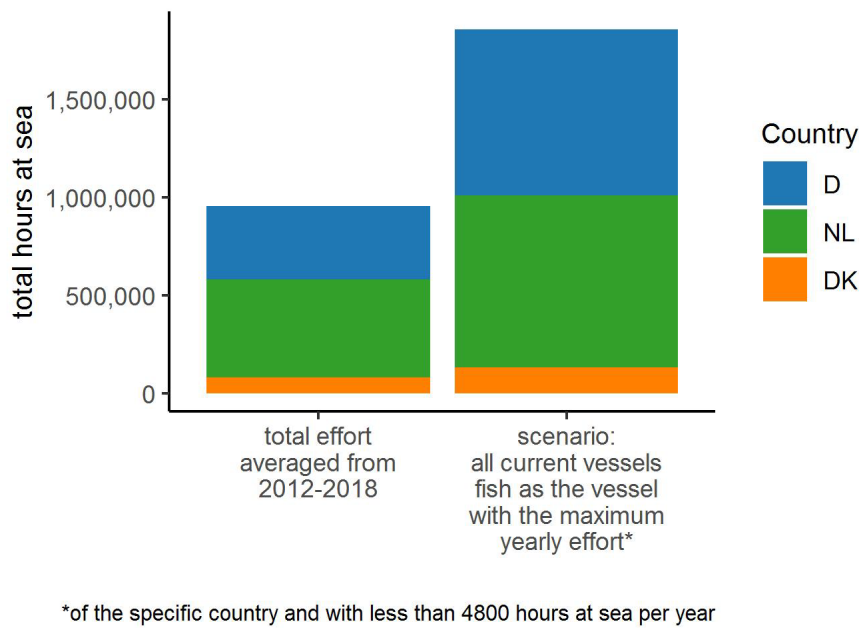 total hours at sea
1,500,000
1,000,000
500,000
0
total effort
averaged from
2012-2018
scenario:
all current vessels
fish as the vessel
with the maximum
yearly effort*
Country
D
NL
DK
*of the specific country and with less than 4800 hours at sea per year